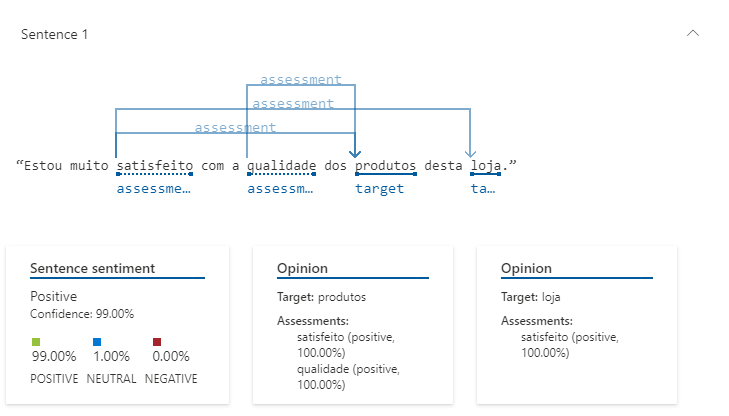 Sentence 1
assessment
assessment
assessment
“Estou muito satisfeito com a qualidade dos produtos desta loja.”
assessme… assessm… target ta…
Sentence sentiment
Positive
Confidence: 99.00%
99.00% 1.00% 0.00%
POSITIVE NEUTRAL NEGATIVE
Opinion
Target: produtos
Assessments:
satisfeito (positive,
100.00%)
qualidade (positive,
100.00%)
Opinion
Target: loja
Assessments:
satisfeito (positive,
100.00%)